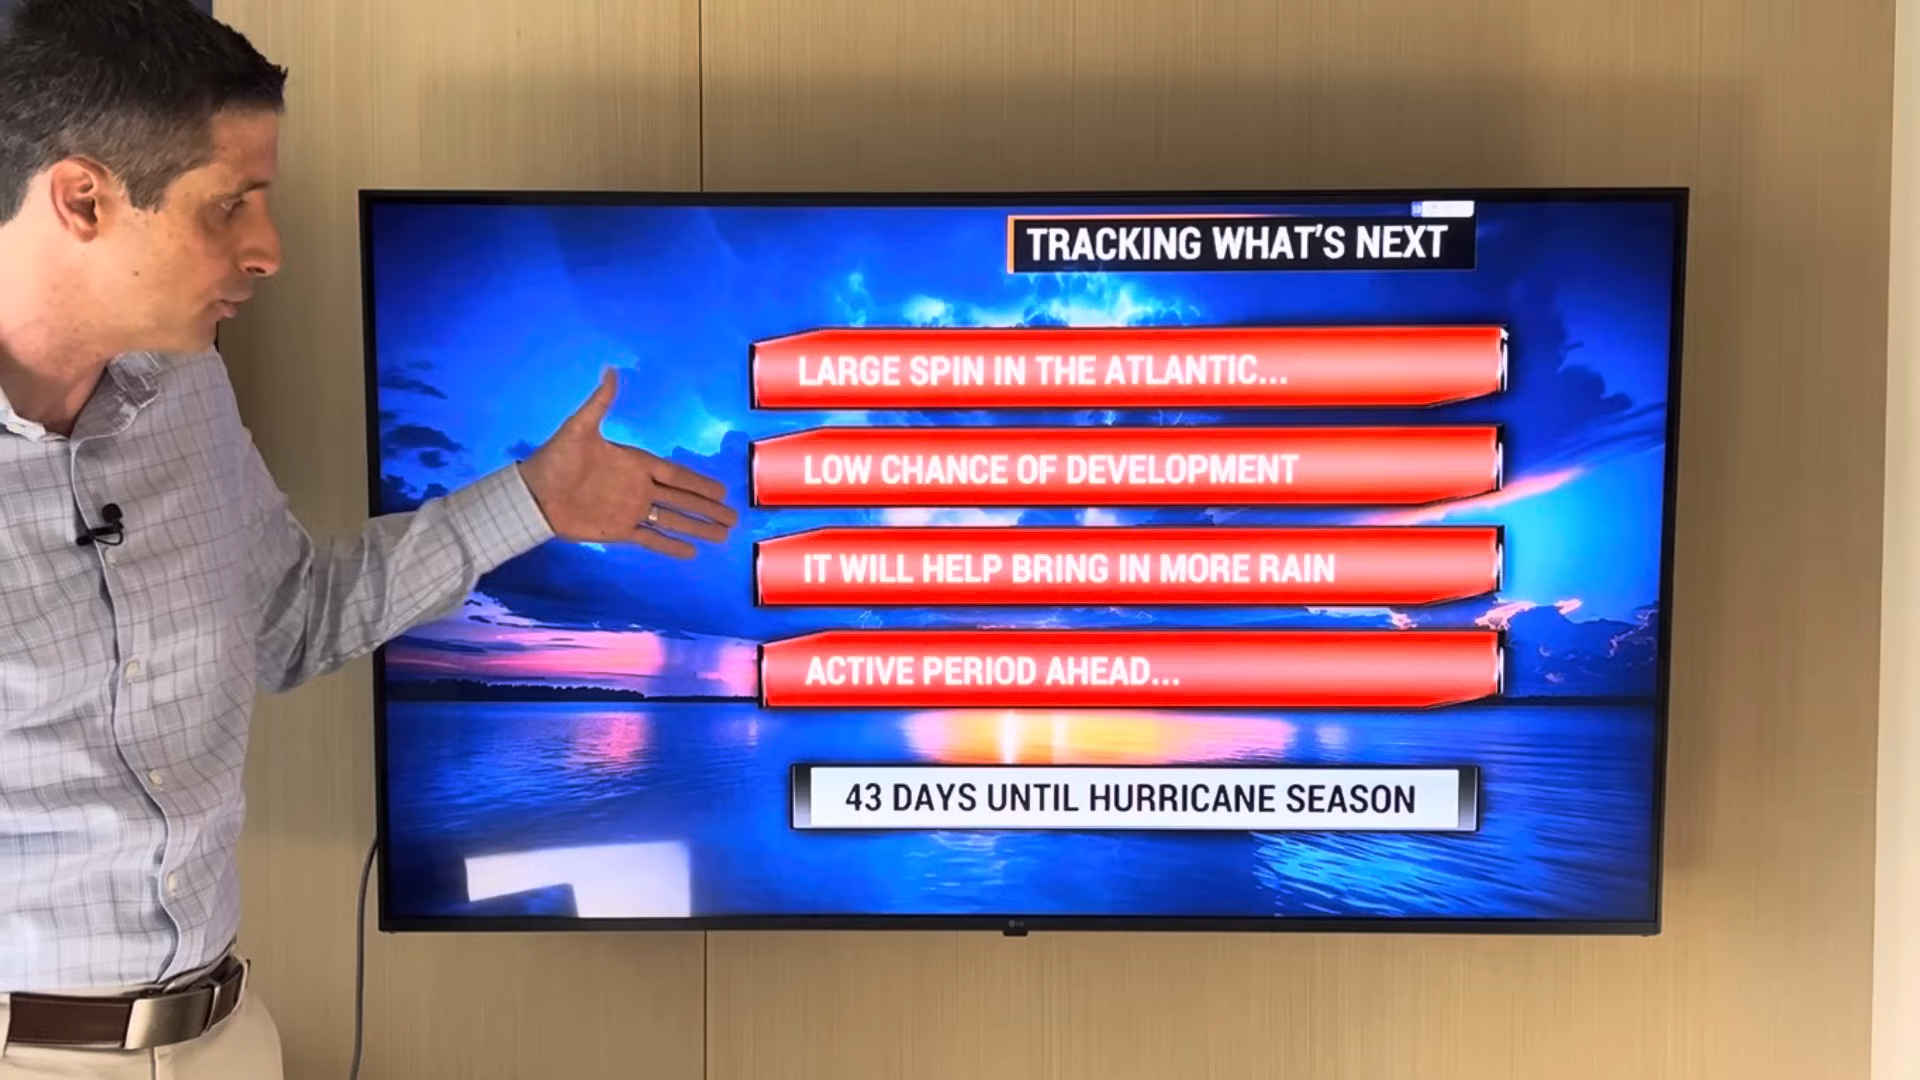 TRACKING WHAT'S NEXT
LARGE SPIN IN THE ATLANTIC...
LOW CHANCE OF DEVELOPMENT
IT WILL HELP BRING IN MORE RAIN
ACTIVE PERIOD AHEAD...
43 DAYS UNTIL HURRICANE SEASON
LG